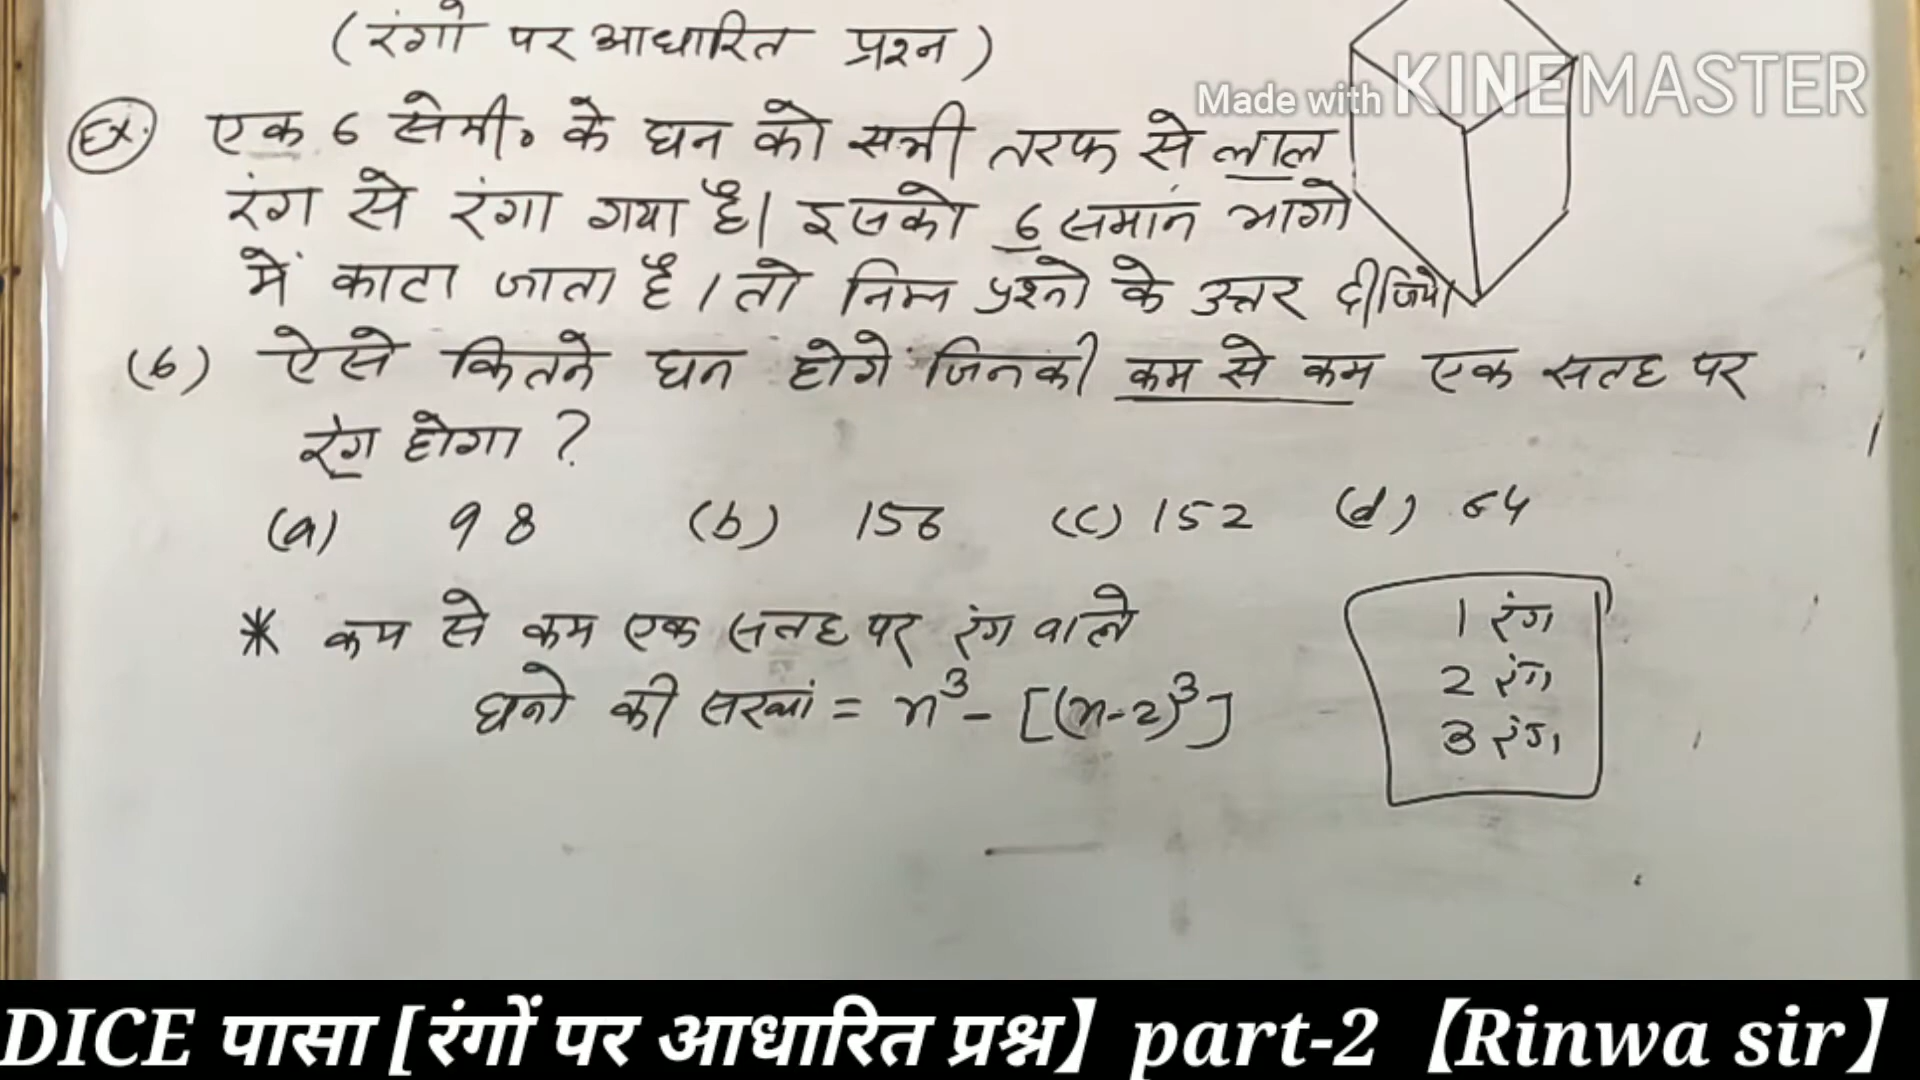 (रंगो पर आधारित प्रश्न)
Made with KINEMASTER
Ex. एक 6 सेमी. के घन को सभी तरफ से लाल
रंग से रंगा गया है। इसको 6 समान भागो
में काटा जाता है। तो निम्न प्रश्नो के उत्तर दीजिये।
(6) ऐसे कितने घन होगे जिनकी कम से कम एक सतह पर
रंग होगा ?
(a) 98 (b) 156 (c) 152 (d) 64
* कम से कम एक सतह पर रंग वाले
घनो की सख्यां = n³ - [(n-2)³]
1 रंग
2 रंग
3 रंग
DICE पासा [रंगों पर आधारित प्रश्न】 part-2 【Rinwa sir】